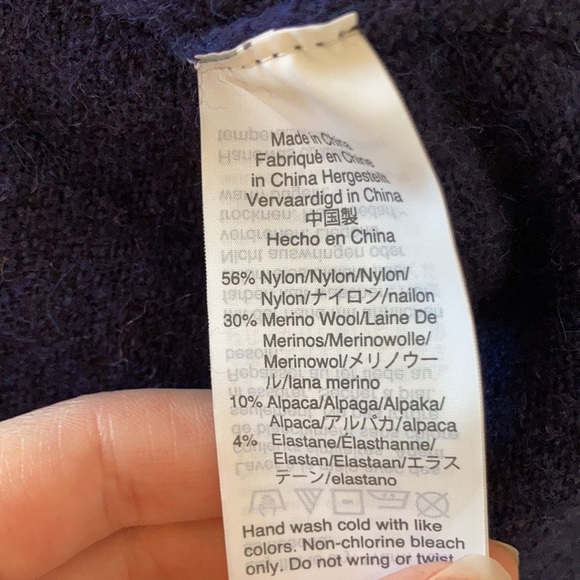 Made in China
Fabriqué en Chine
in China Hergestellt
Vervaardigd in China
中国製
Hecho en China
56% Nylon/Nylon/Nylon/
Nylon/ナイロン/nailon
30% Merino Wool/Laine De
Merinos/Merinowolle/
Merinowol/メリノウー
ル/lana merino
10% Alpaca/Alpaga/Alpaka/
Alpaca/アルパカ/alpaca
4% Elastane/Élasthanne/
Elastan/Elastaan/エラス
テーン/elastano
Hand wash cold with like
colors. Non-chlorine bleach
only. Do not wring or twist